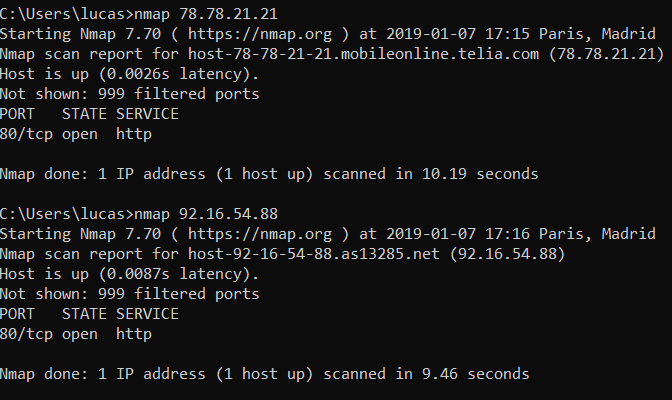 C:\Users\lucas>nmap 78.78.21.21
Starting Nmap 7.70 ( https://nmap.org ) at 2019-01-07 17:15 Paris, Madrid
Nmap scan report for host-78-78-21-21.mobileonline.telia.com (78.78.21.21)
Host is up (0.0026s latency).
Not shown: 999 filtered ports
PORT   STATE SERVICE
80/tcp open  http
Nmap done: 1 IP address (1 host up) scanned in 10.19 seconds
C:\Users\lucas>nmap 92.16.54.88
Starting Nmap 7.70 ( https://nmap.org ) at 2019-01-07 17:16 Paris, Madrid
Nmap scan report for host-92-16-54-88.as13285.net (92.16.54.88)
Host is up (0.0087s latency).
Not shown: 999 filtered ports
PORT   STATE SERVICE
80/tcp open  http
Nmap done: 1 IP address (1 host up) scanned in 9.46 seconds